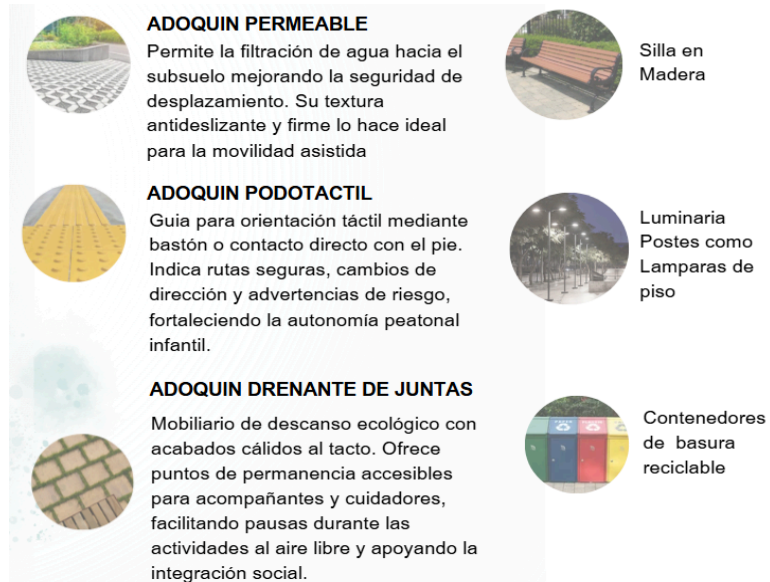 ADOQUIN PERMEABLE
Permite la filtración de agua hacia el
subsuelo mejorando la seguridad de
desplazamiento. Su textura
antideslizante y firme lo hace ideal
para la movilidad asistida
ADOQUIN PODOTACTIL
Guia para orientación táctil mediante
bastón o contacto directo con el pie.
Indica rutas seguras, cambios de
dirección y advertencias de riesgo,
fortaleciendo la autonomía peatonal
infantil.
ADOQUIN DRENANTE DE JUNTAS
Mobiliario de descanso ecológico con
acabados cálidos al tacto. Ofrece
puntos de permanencia accesibles
para acompañantes y cuidadores,
facilitando pausas durante las
actividades al aire libre y apoyando la
integración social.
Silla en
Madera
Luminaria
Postes como
Lamparas de
piso
Contenedores
de basura
reciclable